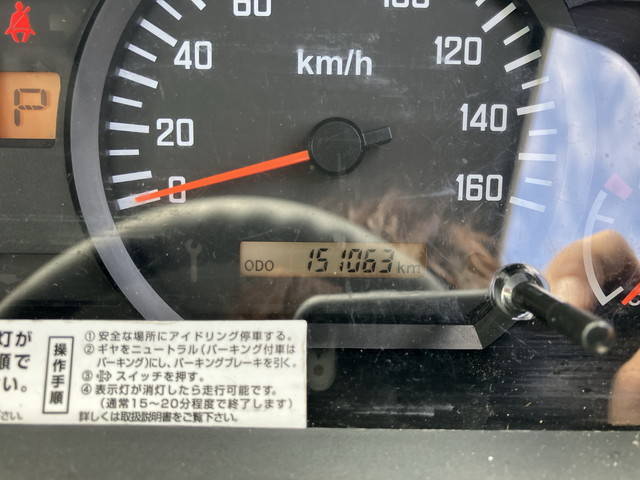 60
100
40
km/h
120
P
20
140
0
160
ODO 151063 km
灯が
順で
さい。
ださい。
操作手順
① 安全な場所にアイドリング停車する。
② ギヤをニュートラル(パーキング付車は
パーキング)にし、パーキングブレーキを引く。
③ スイッチを押す。
④ 表示灯が消灯したら走行可能です。
(通常15〜20分程度で終了します)
詳しくは取扱説明書をご覧下さい。